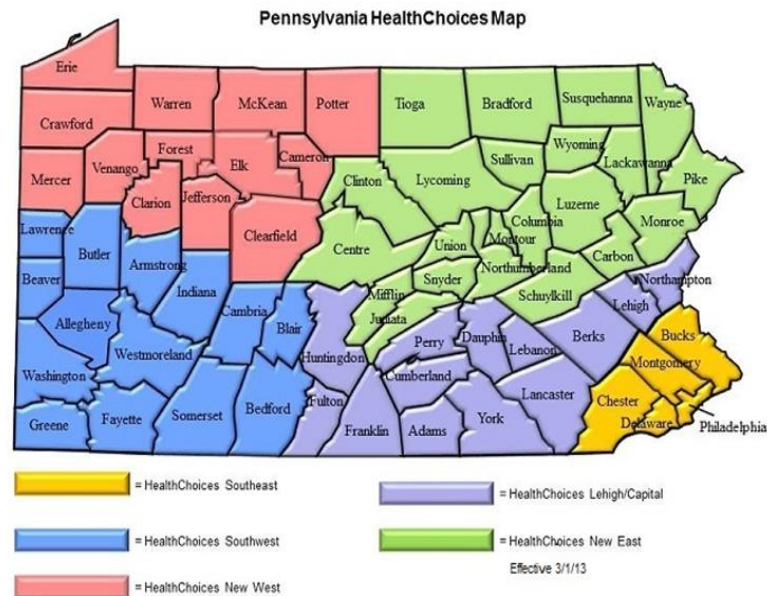 Pennsylvania HealthChoices Map
Erie
Warren
McKean
Potter
Tioga
Bradford
Susquehanna
Wayne
Crawford
Forest
Elk
Cameron
Sullivan
Wyoming
Lackawanna
Mercer
Venango
Clarion
Jefferson
Clearfield
Clinton
Lycoming
Luzerne
Pike
Lawrence
Butler
Armstrong
Indiana
Centre
Union
Montour
Columbia
Monroe
Carbon
Beaver
Allegheny
Cambria
Blair
Mifflin
Snyder
Northumberland
Schuylkill
Northampton
Lehigh
Juniata
Westmoreland
Huntingdon
Perry
Dauphin
Lebanon
Berks
Bucks
Montgomery
Washington
Cumberland
Lancaster
Chester
Greene
Fayette
Somerset
Bedford
Fulton
Franklin
Adams
York
Delaware
Philadelphia
= HealthChoices Southeast
= HealthChoices Lehigh/Capital
= HealthChoices Southwest
= HealthChoices New East
Effective 3/1/13
= HealthChoices New West